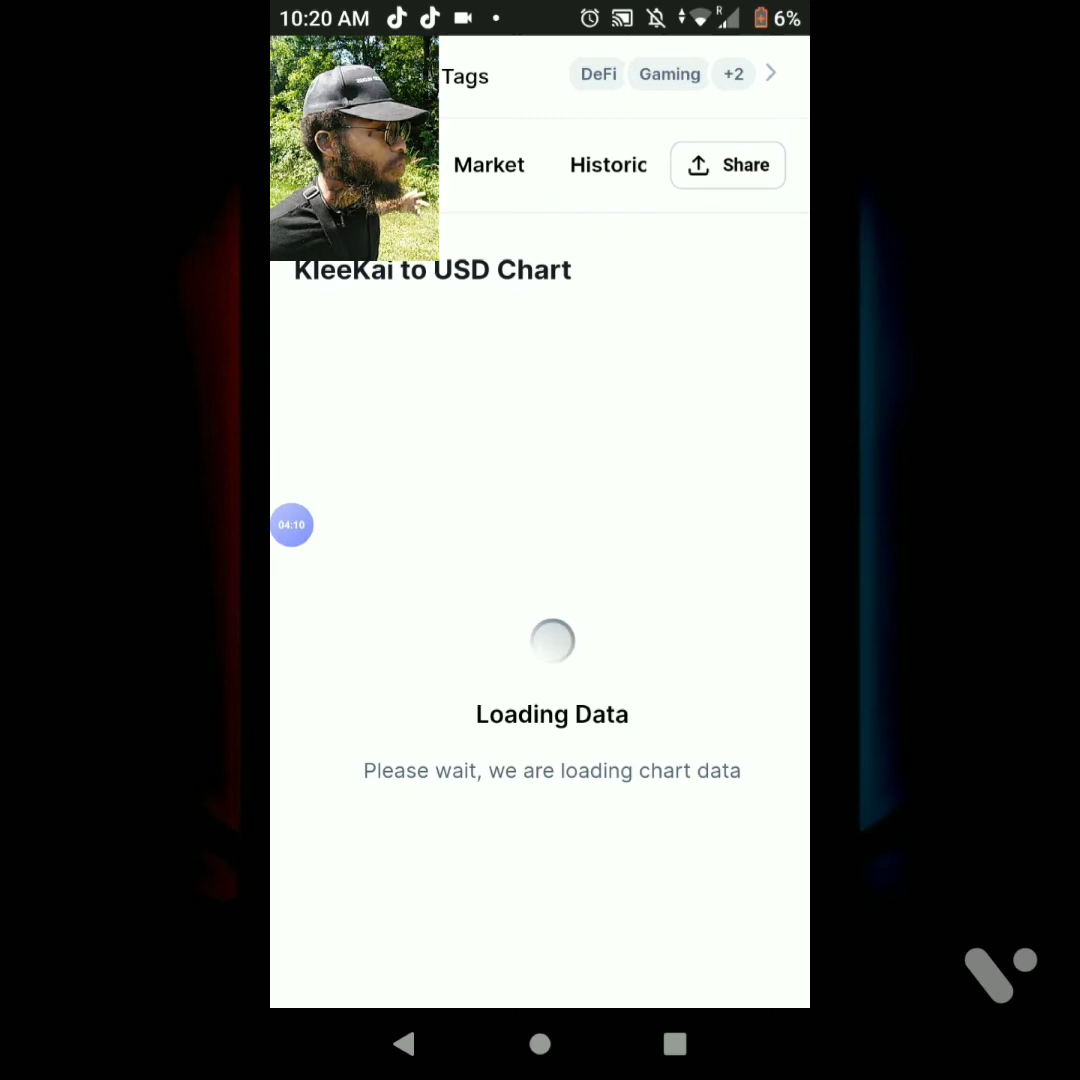 10:20 AM
R
6%
Tags
DeFi
Gaming
+2
Market
Historic
Share
KleeKai to USD Chart
04:10
Loading Data
Please wait, we are loading chart data